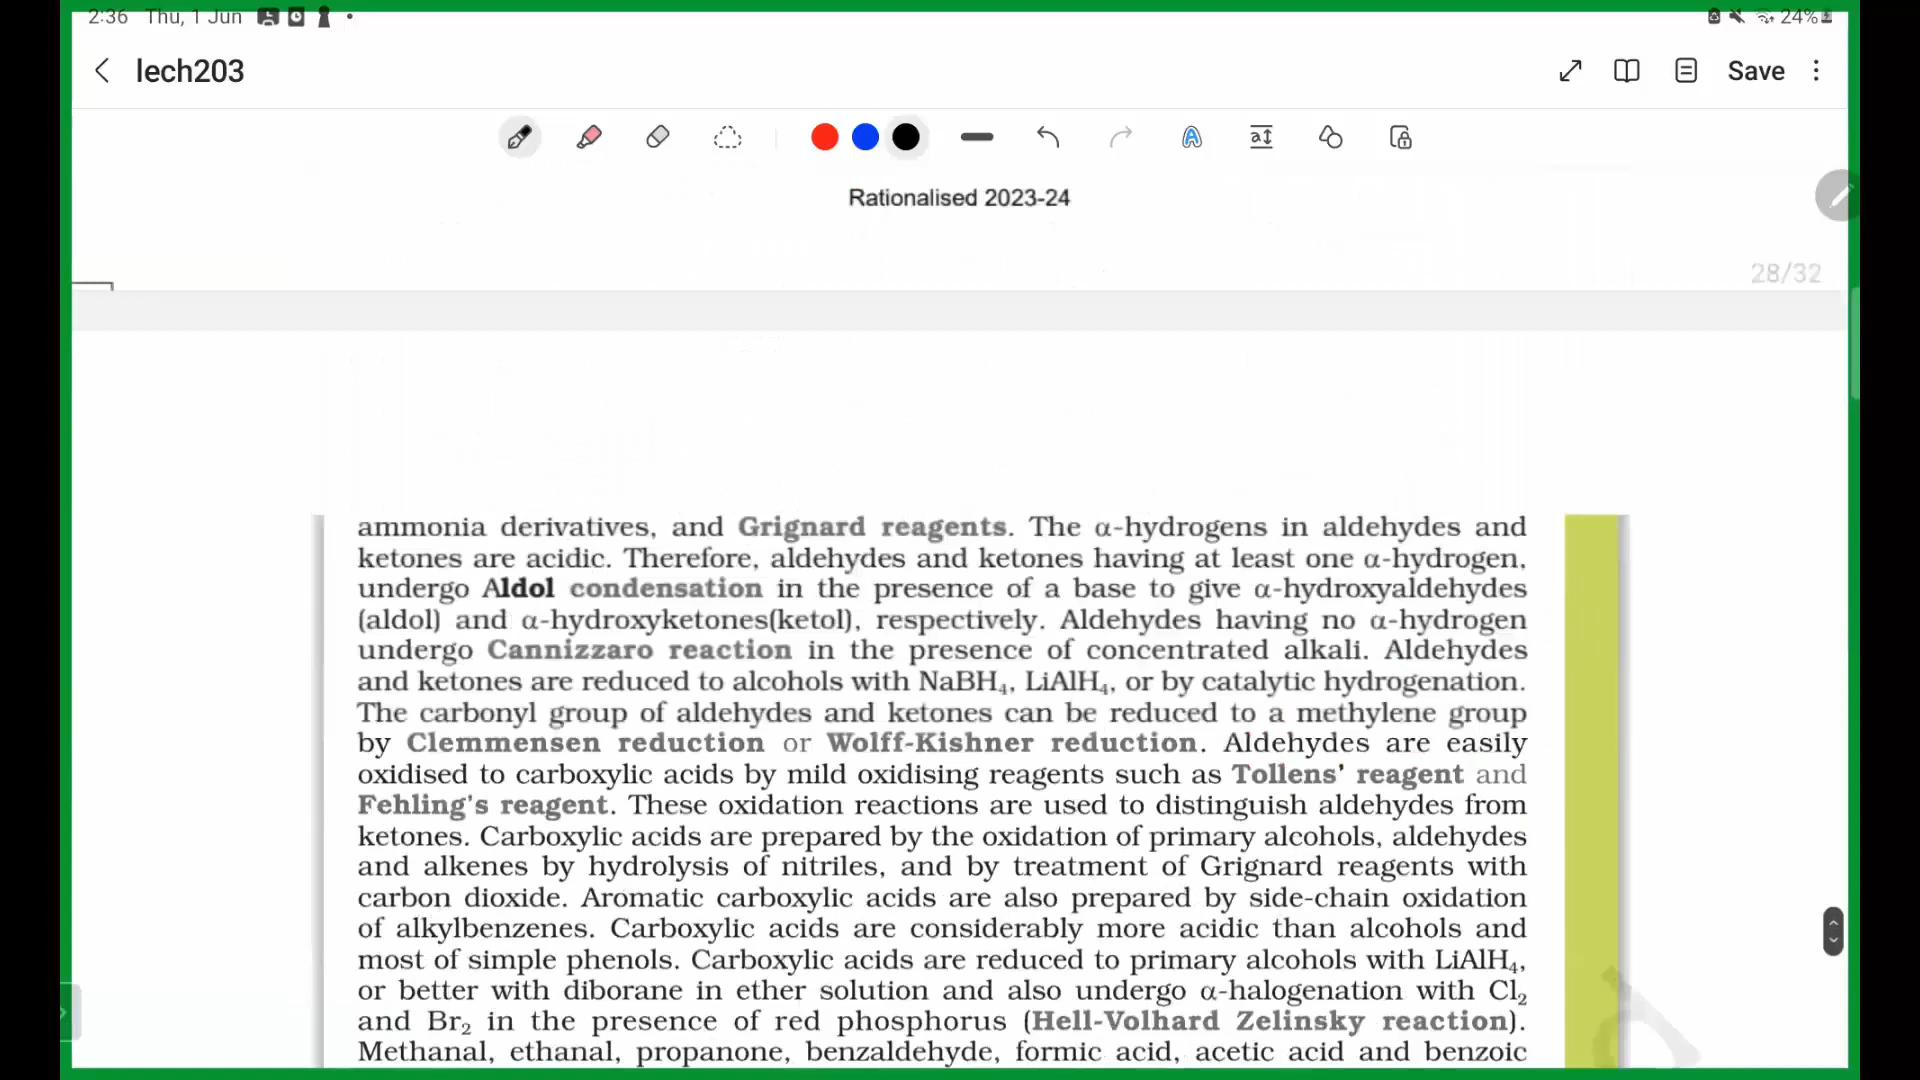 2:36 Thu, 1 Jun
24%
lech203
Save
Rationalised 2023-24
28/32
ammonia derivatives, and Grignard reagents. The α-hydrogens in aldehydes and
ketones are acidic. Therefore, aldehydes and ketones having at least one α-hydrogen,
undergo Aldol condensation in the presence of a base to give α-hydroxyaldehydes
(aldol) and α-hydroxyketones(ketol), respectively. Aldehydes having no α-hydrogen
undergo Cannizzaro reaction in the presence of concentrated alkali. Aldehydes
and ketones are reduced to alcohols with NaBH₄, LiAlH₄, or by catalytic hydrogenation.
The carbonyl group of aldehydes and ketones can be reduced to a methylene group
by Clemmensen reduction or Wolff-Kishner reduction. Aldehydes are easily
oxidised to carboxylic acids by mild oxidising reagents such as Tollens' reagent and
Fehling's reagent. These oxidation reactions are used to distinguish aldehydes from
ketones. Carboxylic acids are prepared by the oxidation of primary alcohols, aldehydes
and alkenes by hydrolysis of nitriles, and by treatment of Grignard reagents with
carbon dioxide. Aromatic carboxylic acids are also prepared by side-chain oxidation
of alkylbenzenes. Carboxylic acids are considerably more acidic than alcohols and
most of simple phenols. Carboxylic acids are reduced to primary alcohols with LiAlH₄,
or better with diborane in ether solution and also undergo α-halogenation with Cl₂
and Br₂ in the presence of red phosphorus (Hell-Volhard Zelinsky reaction).
Methanal, ethanal, propanone, benzaldehyde, formic acid, acetic acid and benzoic